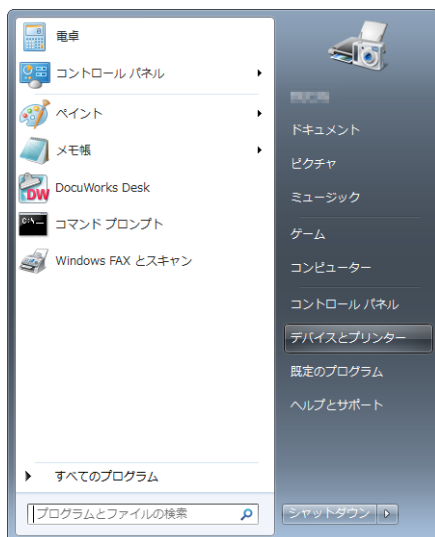 電卓
コントロール パネル
ペイント
メモ帳
DocuWorks Desk
コマンド プロンプト
Windows FAX とスキャン
すべてのプログラム
プログラムとファイルの検索
ドキュメント
ピクチャ
ミュージック
ゲーム
コンピューター
コントロール パネル
デバイスとプリンター
既定のプログラム
ヘルプとサポート
シャットダウン